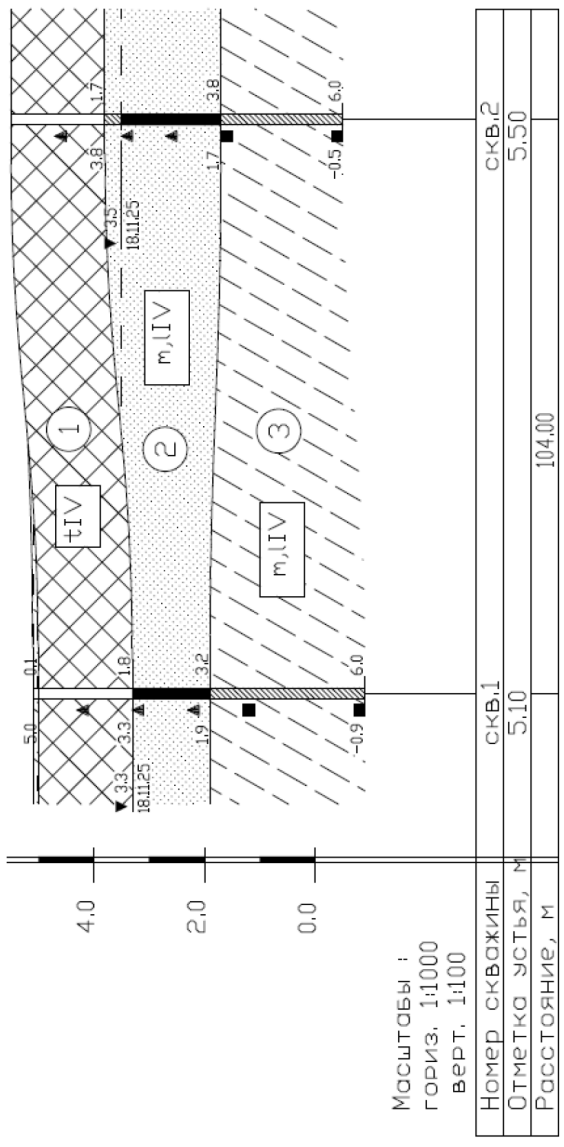 5.0
0.1
1.7
tIV
1
3.3
18.11.25
3.3
1.8
3.8
3.5
18.11.25
m,lIV
2
1.9
3.2
1.7
3.8
m,lIV
3
-0.9
6.0
-0.5
6.0
4.0
2.0
0.0
Масштабы :
гориз. 1:1000
верт. 1:100
Номер скважины
скв.1
скв.2
Отметка устья, м
5.10
5.50
Расстояние, м
104.00